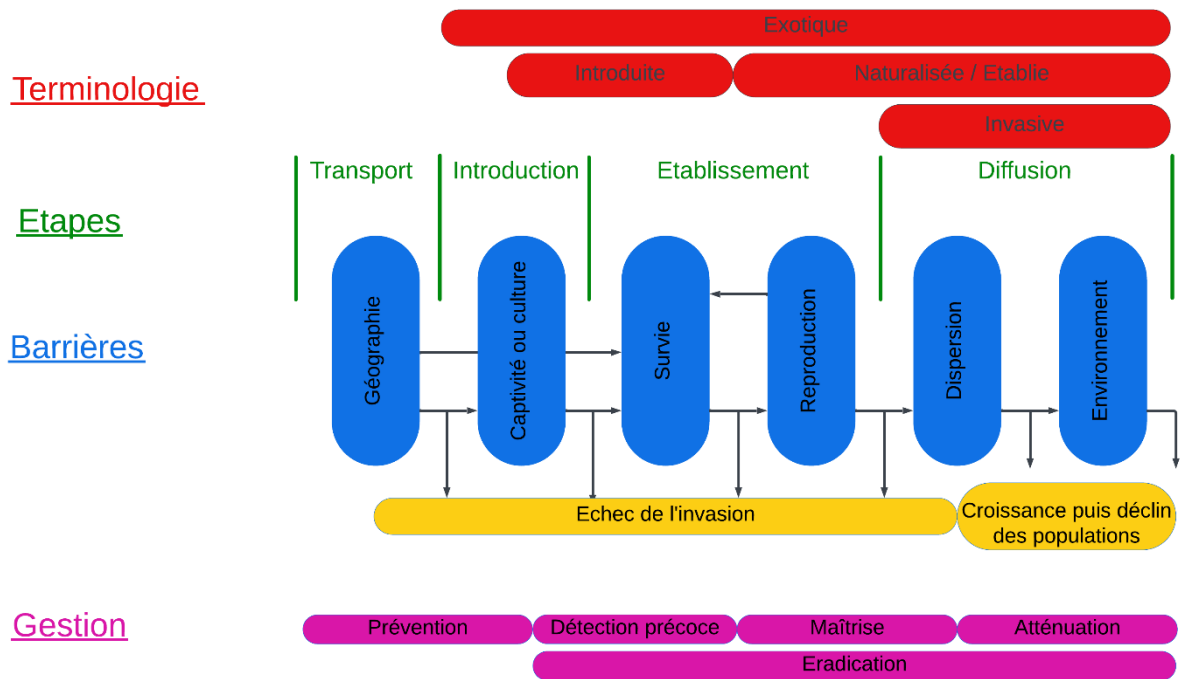 Exotique
Introduite
Naturalisée / Etablie
Terminologie
Invasive
Transport
Introduction
Etablissement
Diffusion
Etapes
Géographie
Captivité ou culture
Survie
Reproduction
Dispersion
Environnement
Barrières
Echec de l'invasion
Croissance puis déclin
des populations
Gestion
Prévention
Détection précoce
Maîtrise
Atténuation
Eradication